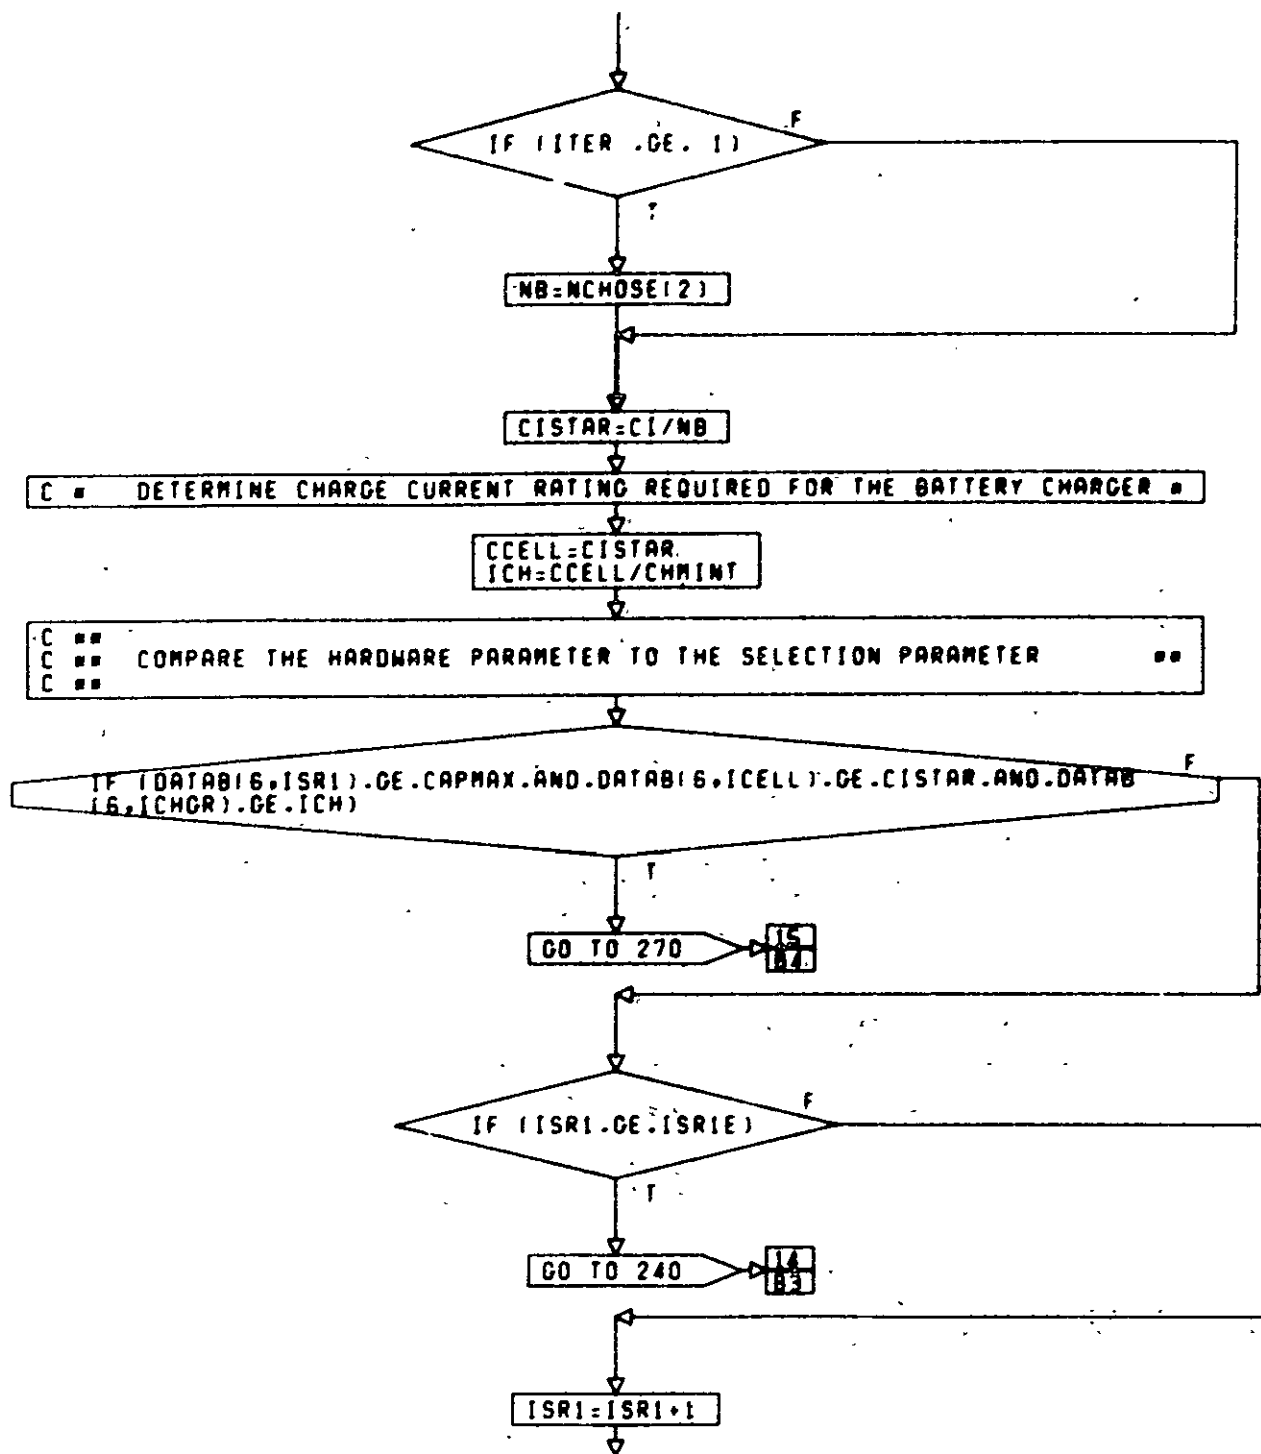 IF (ITER .GE. 1)
F
T
NB=NCHOSE(2)
CISTAR=CI/NB
C * DETERMINE CHARGE CURRENT RATING REQUIRED FOR THE BATTERY CHARGER *
CCELL=CISTAR
ICH=CCELL/CHMINT
C **
C ** COMPARE THE HARDWARE PARAMETER TO THE SELECTION PARAMETER **
C **
IF (DATAB(6,ISR1).GE.CAPMAX.AND.DATAB(6,ICELL).GE.CISTAR.AND.DATAB
(6,ICHGR).GE.ICH)
F
T
GO TO 270
15
B4
IF (ISR1.GE.ISR1E)
F
T
GO TO 240
14
B3
ISR1=ISR1+1